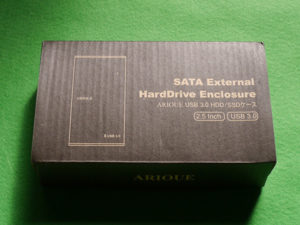 SATA External
HardDrive Enclosure
ARIOUE USB 3.0 HDD/SSDケース
2.5 Inch USB 3.0
ARIOUE